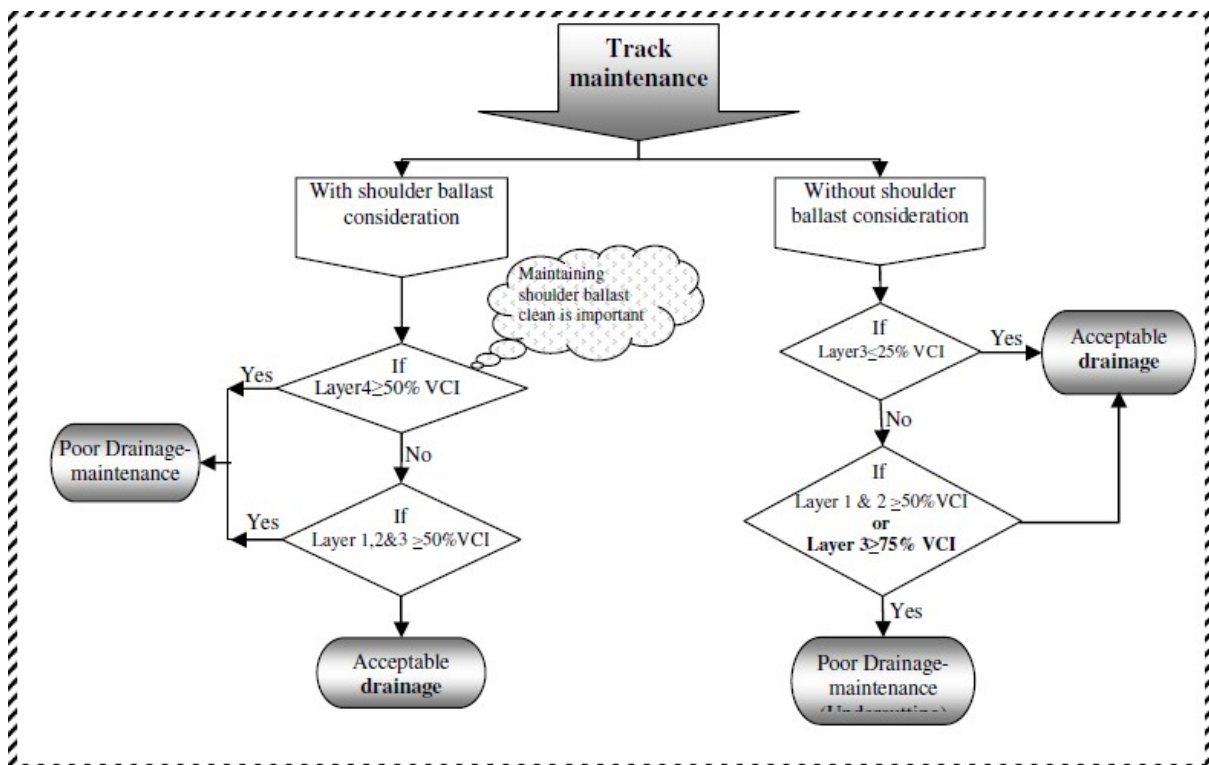 Track
maintenance
With shoulder ballast
consideration
Without shoulder
ballast consideration
Maintaining
shoulder ballast
clean is important
If
Layer4≥50% VCI
Yes
No
Poor Drainage-
maintenance
If
Layer 1,2&3 ≥50%VCI
Yes
Acceptable
drainage
If
Layer3≤25% VCI
Yes
Acceptable
drainage
No
If
Layer 1 & 2 ≥50%VCI
or
Layer 3≥75% VCI
Yes
Poor Drainage-
maintenance
(Undercutting)